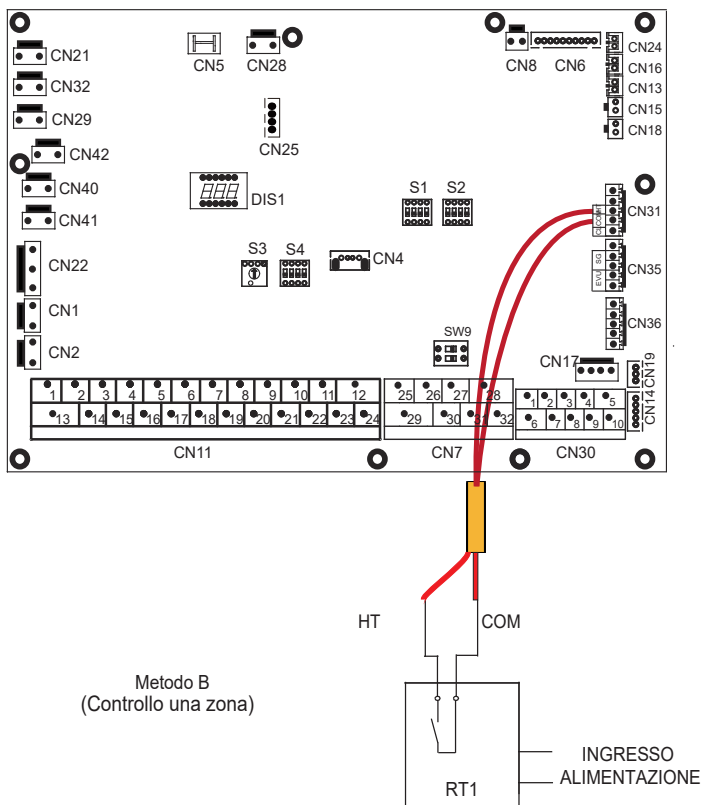 CN21
CN5
CN28
CN8
CN6
CN24
CN32
CN16
CN13
CN29
CN15
CN18
CN42
CN25
CN40
DIS1
S1
S2
CN41
CL COM H
CN31
CN22
S3
S4
CN4
EVU SG
CN35
CN1
CN36
CN2
SW9
CN17
CN19
CN14
1 2 3 4 5 6 7 8 9 10 11 12
13 14 15 16 17 18 19 20 21 22 23 24
25 26 27 28
29 30 31 32
1 2 3 4 5
6 7 8 9 10
CN11
CN7
CN30
HT
COM
Metodo B
(Controllo una zona)
RT1
INGRESSO
ALIMENTAZIONE